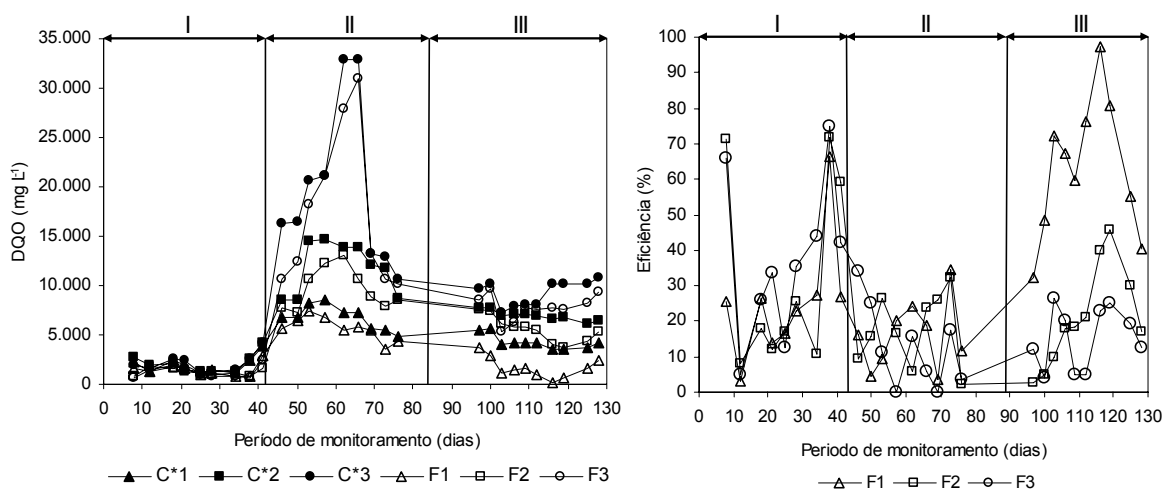 I II III
35.000
30.000
25.000
20.000
15.000
10.000
5.000
0
DQO (mg L-1)
0 10 20 30 40 50 60 70 80 90 100 110 120 130
Período de monitoramento (dias)
C*1 C*2 C*3 F1 F2 F3
I II III
100
90
80
70
60
50
40
30
20
10
0
Eficiência (%)
0 10 20 30 40 50 60 70 80 90 100 110 120 130
Periodo de monitoramento (dias)
F1 F2 F3